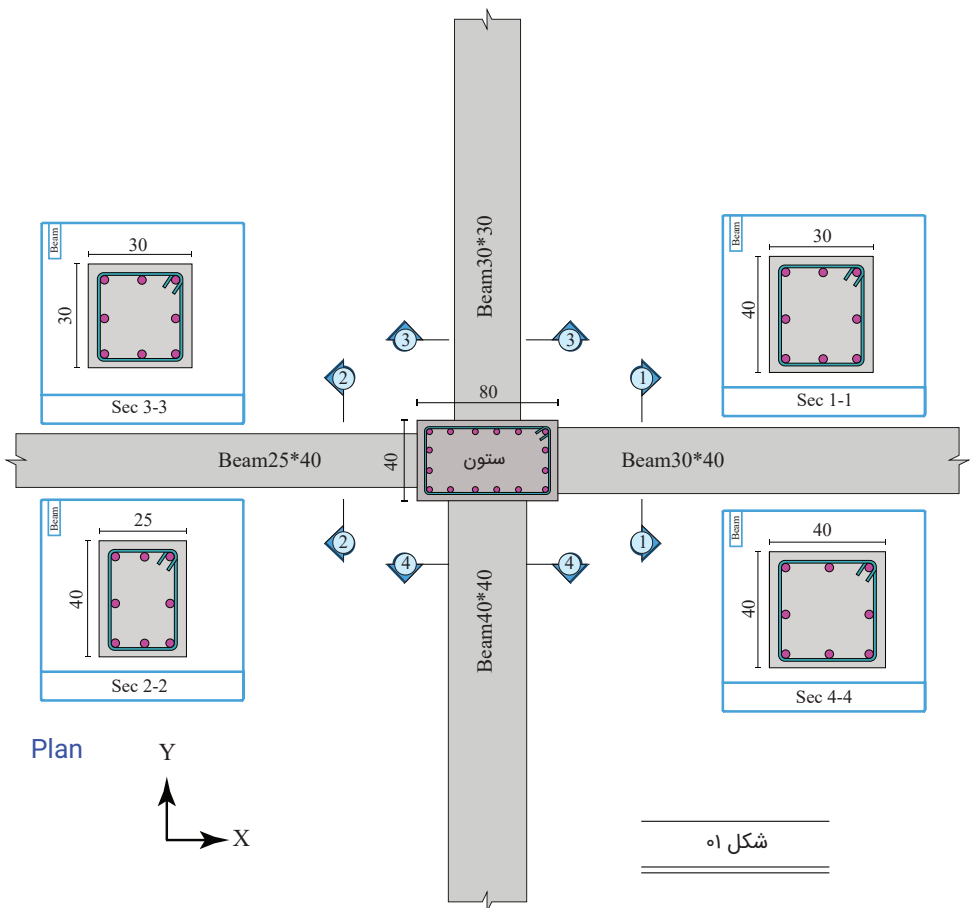 Beam30*30
Beam
30
30
Sec 3-3
Beam
30
40
Sec 1-1
3
3
2
1
80
Beam25*40
40
ستون
Beam30*40
Beam
25
40
Sec 2-2
2
1
4
4
Beam40*40
Beam
40
40
Sec 4-4
Plan
Y
X
شکل ۰۱